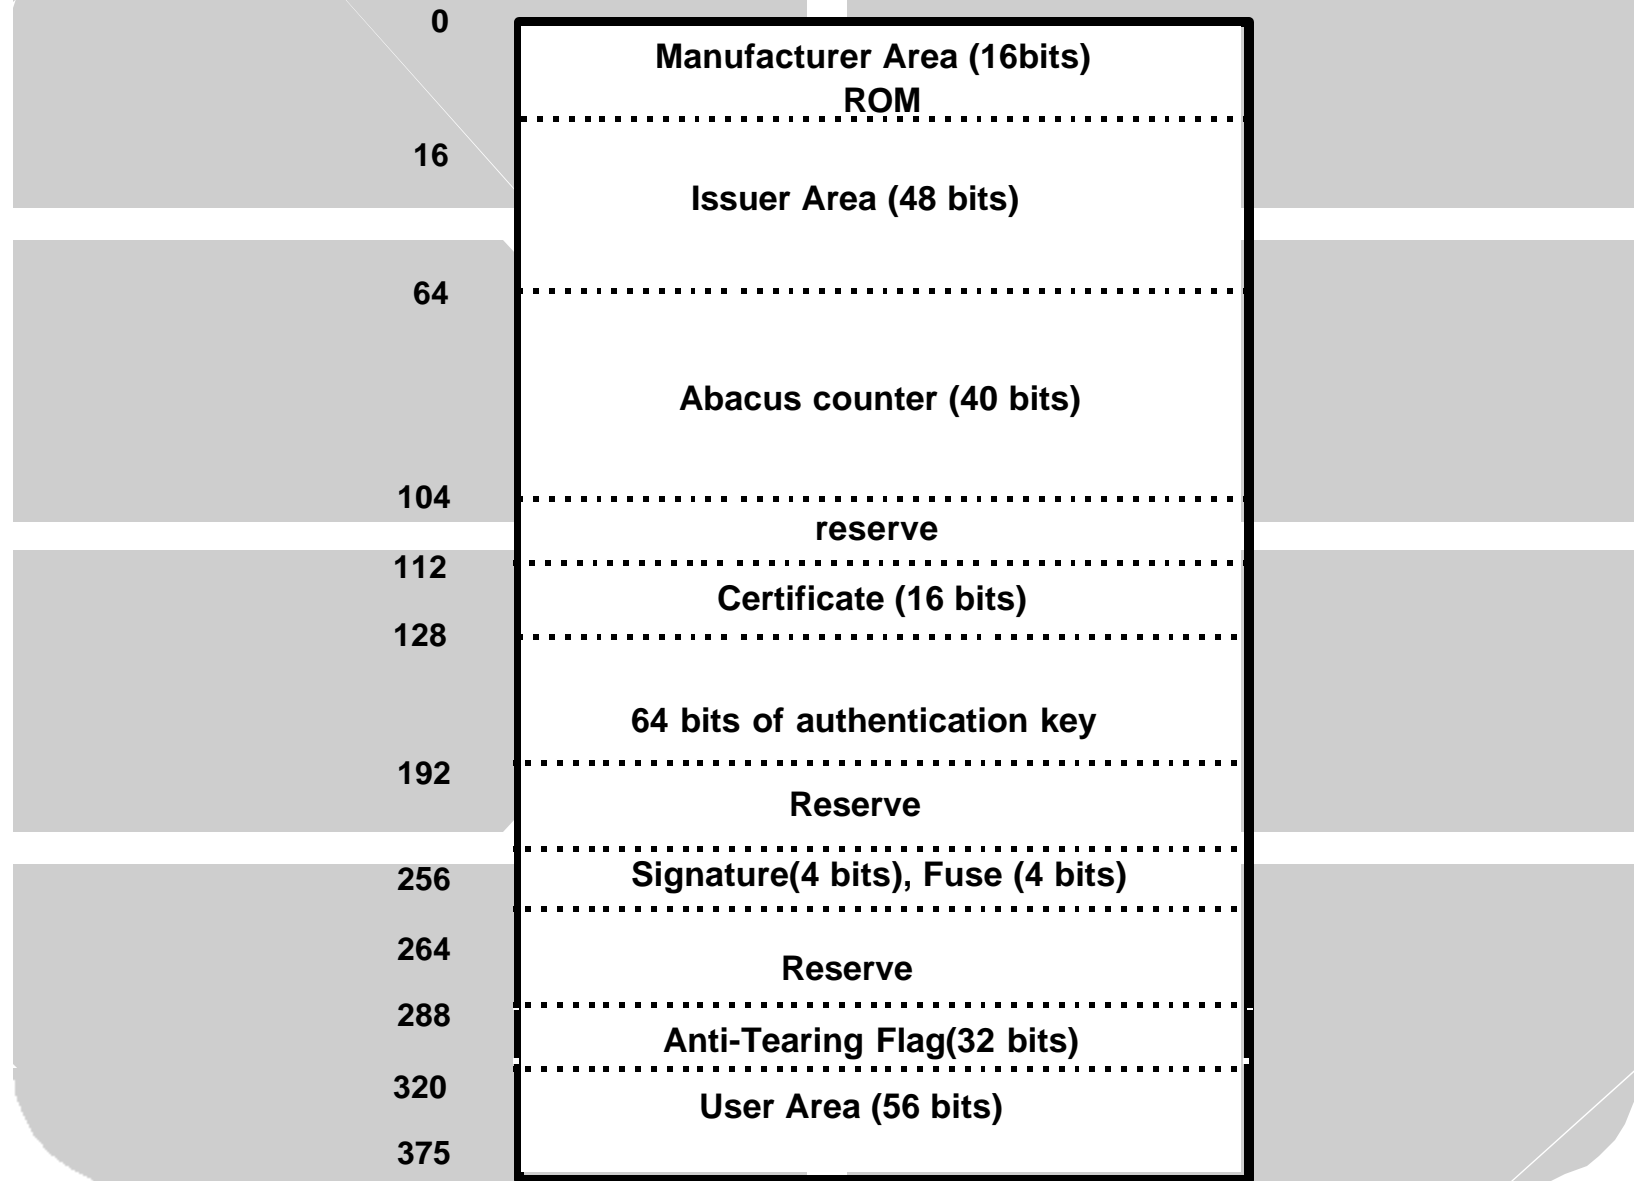 0
Manufacturer Area (16bits)
ROM
16
Issuer Area (48 bits)
64
Abacus counter (40 bits)
104
reserve
112
Certificate (16 bits)
128
64 bits of authentication key
192
Reserve
256
Signature(4 bits), Fuse (4 bits)
264
Reserve
288
Anti-Tearing Flag(32 bits)
320
User Area (56 bits)
375